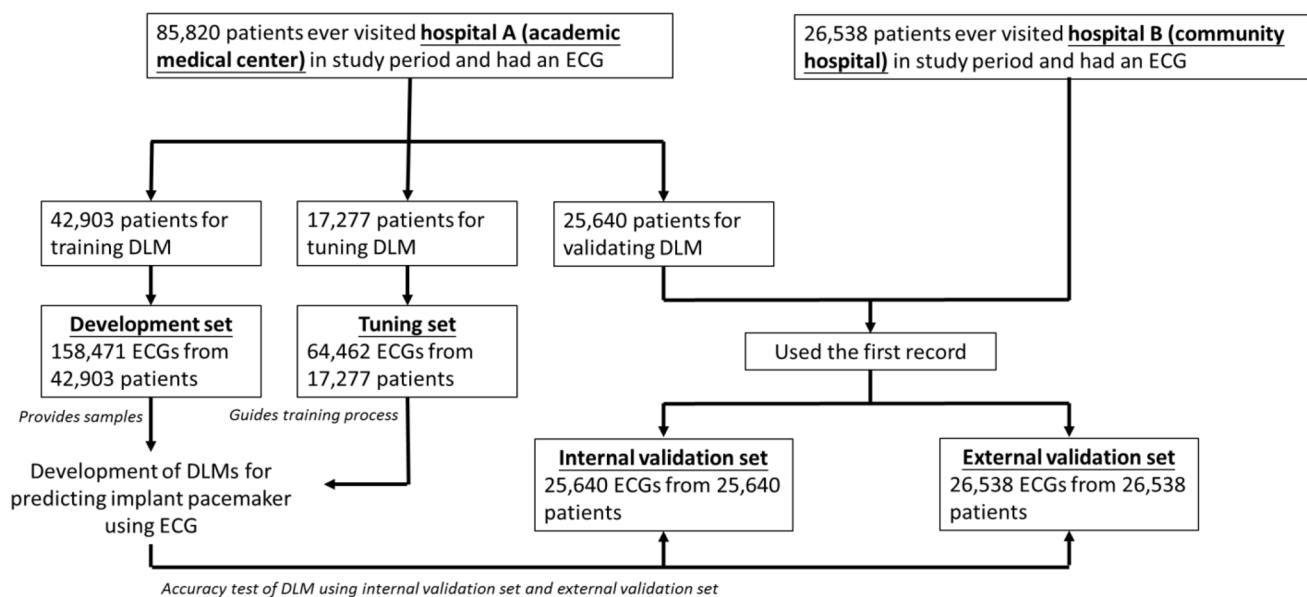 85,820 patients ever visited hospital A (academic
medical center) in study period and had an ECG
26,538 patients ever visited hospital B (community
hospital) in study period and had an ECG
42,903 patients for
training DLM
17,277 patients for
tuning DLM
25,640 patients for
validating DLM
Development set
158,471 ECGs from
42,903 patients
Tuning set
64,462 ECGs from
17,277 patients
Used the first record
Provides samples
Guides training process
Development of DLMs for
predicting implant pacemaker
using ECG
Internal validation set
25,640 ECGs from 25,640
patients
External validation set
26,538 ECGs from 26,538
patients
Accuracy test of DLM using internal validation set and external validation set